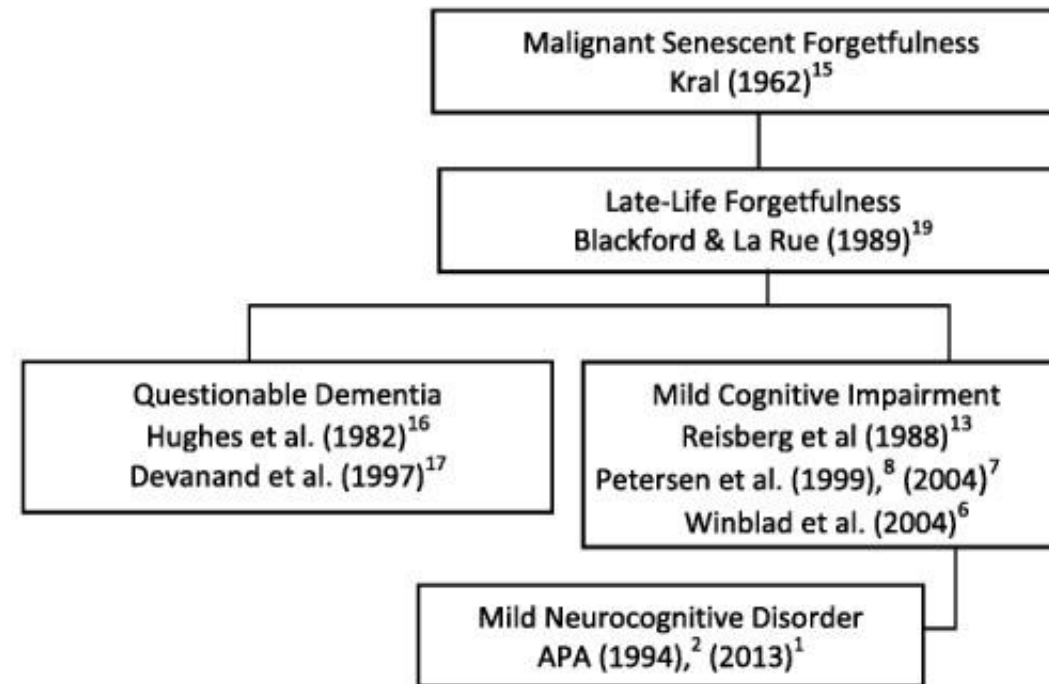 Malignant Senescent Forgetfulness
Kral (1962)15
Late-Life Forgetfulness
Blackford & La Rue (1989)19
Questionable Dementia
Hughes et al. (1982)16
Devanand et al. (1997)17
Mild Cognitive Impairment
Reisberg et al (1988)13
Petersen et al. (1999),8 (2004)7
Winblad et al. (2004)6
Mild Neurocognitive Disorder
APA (1994),2 (2013)1